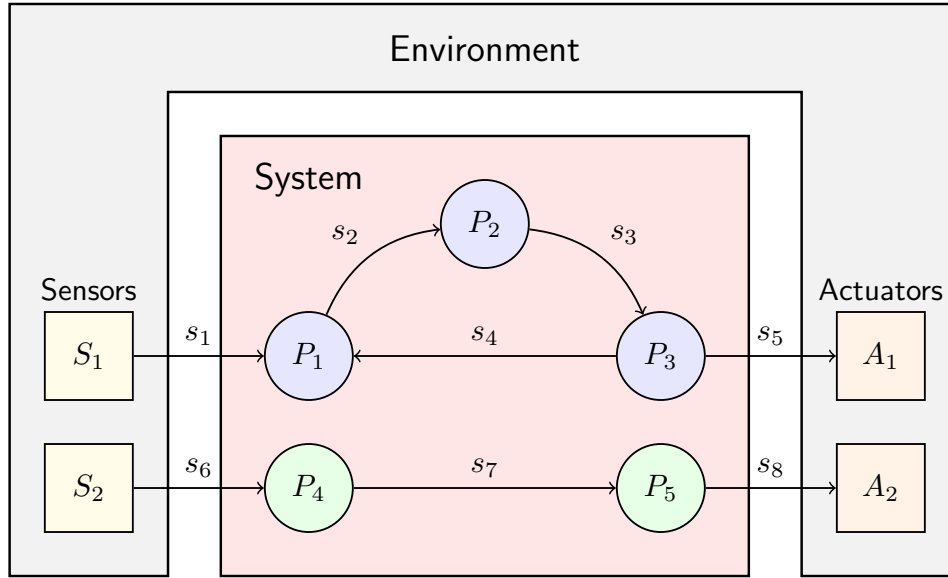 Environment
System
P₂
s₂
s₃
Sensors
Actuators
S₁
s₁
P₁
s₄
P₃
s₅
A₁
S₂
s₆
P₄
s₇
P₅
s₈
A₂